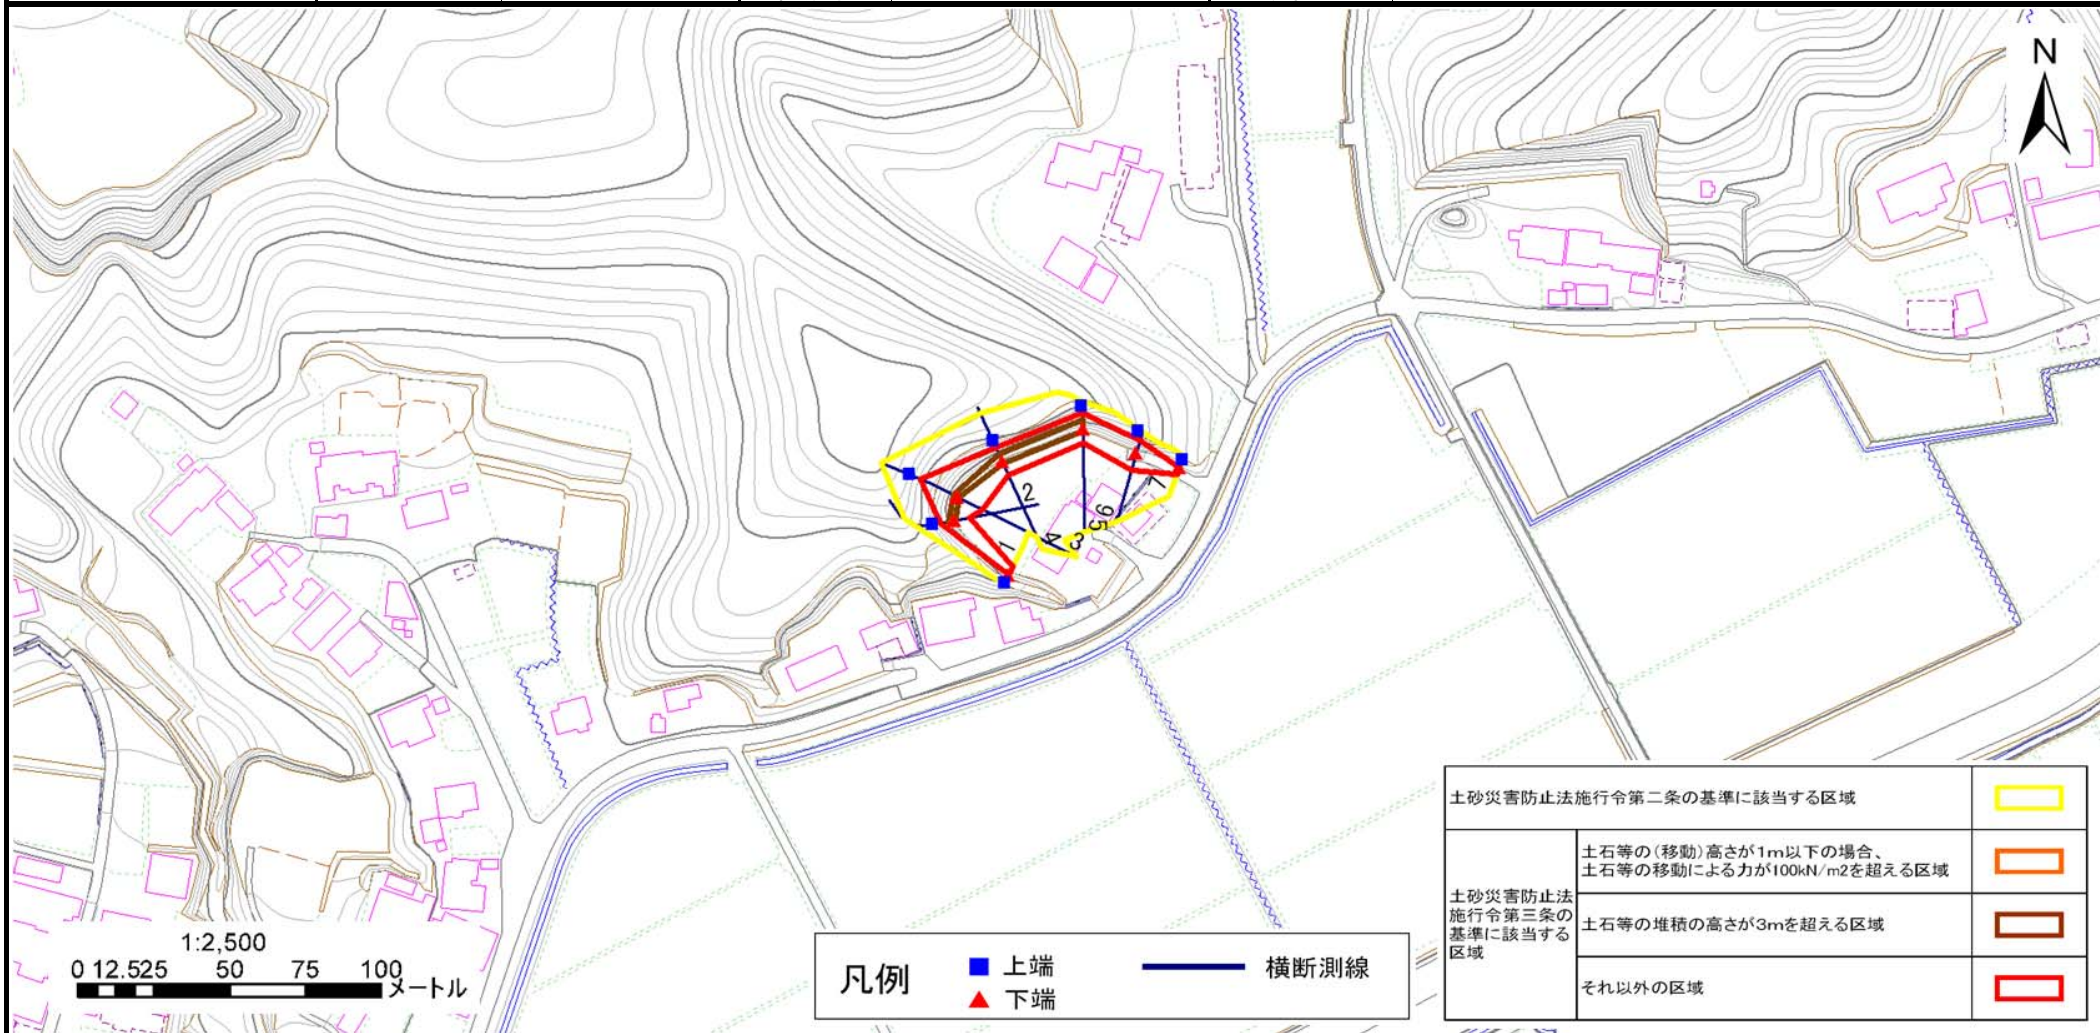 N
2
1
4
3
5
6
7
土砂災害防止法施行令第二条の基準に該当する区域
土砂災害防止法
施行令第三条の
基準に該当する
区域
土石等の(移動)高さが1m以下の場合、
土石等の移動による力が100kN/m2を超える区域
土石等の堆積の高さが3mを超える区域
それ以外の区域
1:2,500
0 12.525 50 75 100
メートル
凡例
上端
下端
横断測線